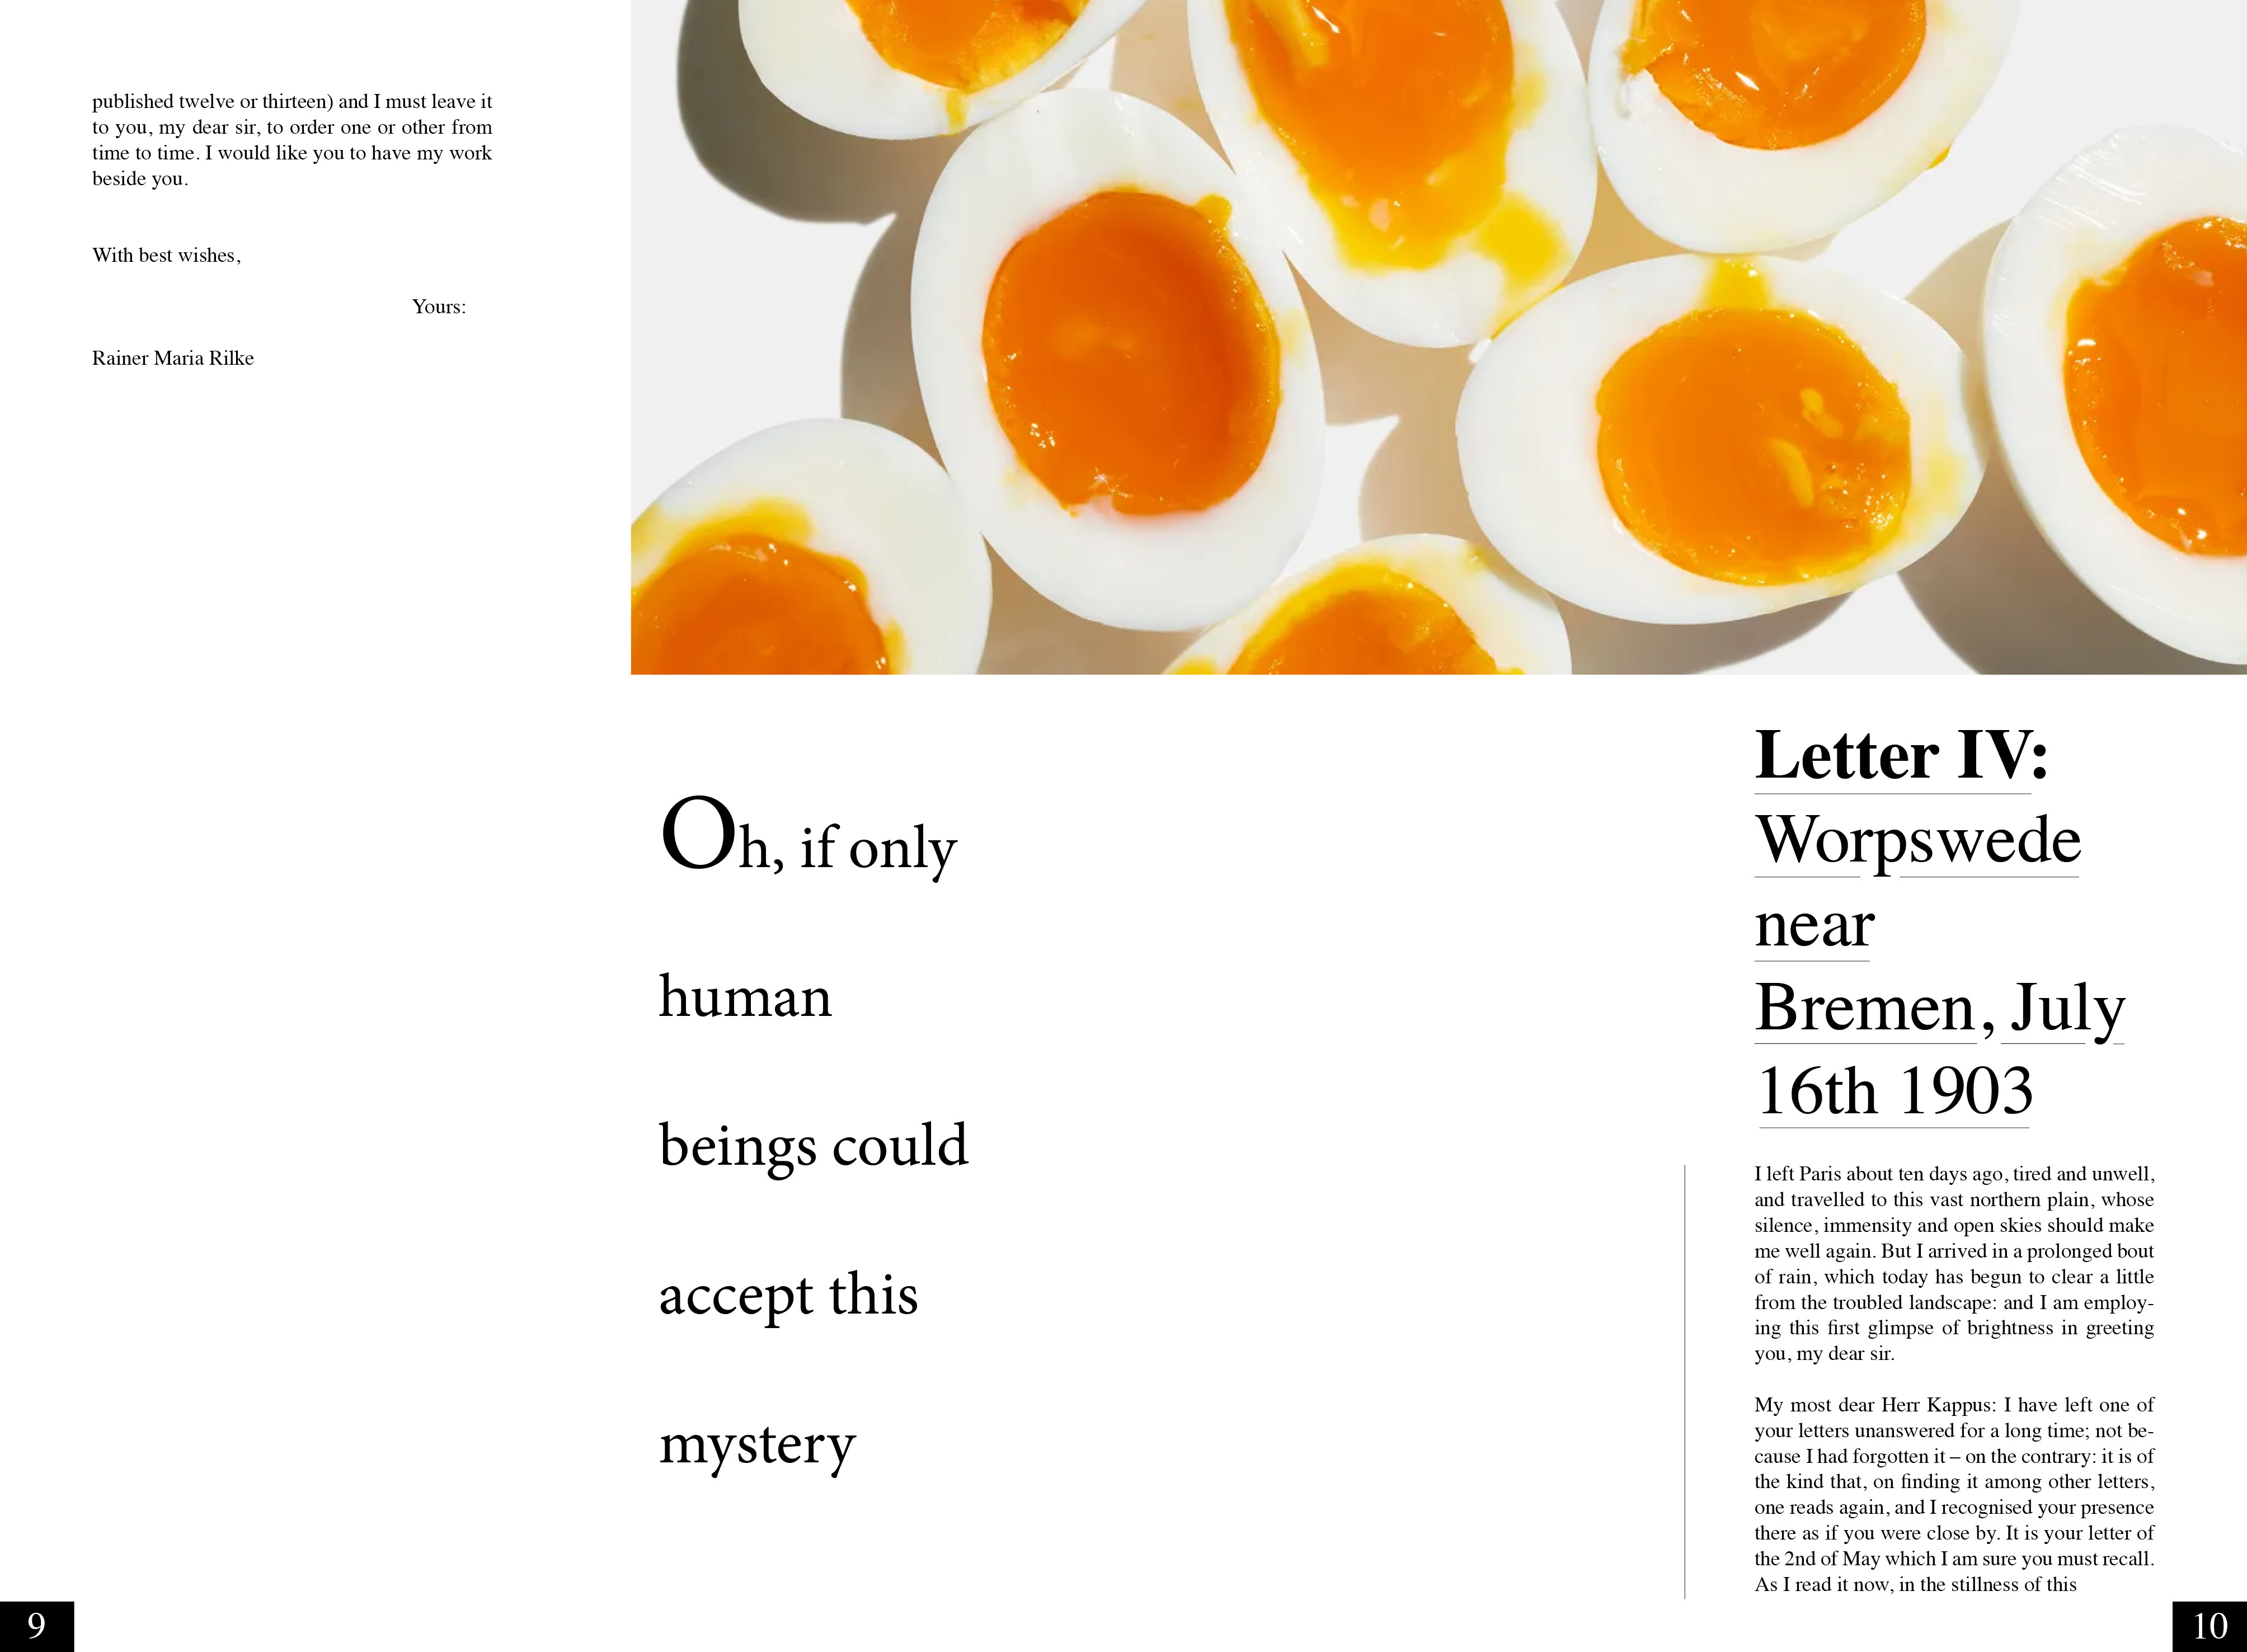 published twelve or thirteen) and I must leave it
to you, my dear sir, to order one or other from
time to time. I would like you to have my work
beside you.
With best wishes,
Yours:
Rainer Maria Rilke
9
Oh, if only
human
beings could
accept this
mystery
Letter IV:
Worpswede
near
Bremen, July
16th 1903
I left Paris about ten days ago, tired and unwell,
and travelled to this vast northern plain, whose
silence, immensity and open skies should make
me well again. But I arrived in a prolonged bout
of rain, which today has begun to clear a little
from the troubled landscape: and I am employ-
ing this first glimpse of brightness in greeting
you, my dear sir.
My most dear Herr Kappus: I have left one of
your letters unanswered for a long time; not be-
cause I had forgotten it – on the contrary: it is of
the kind that, on finding it among other letters,
one reads again, and I recognised your presence
there as if you were close by. It is your letter of
the 2nd of May which I am sure you must recall.
As I read it now, in the stillness of this
10